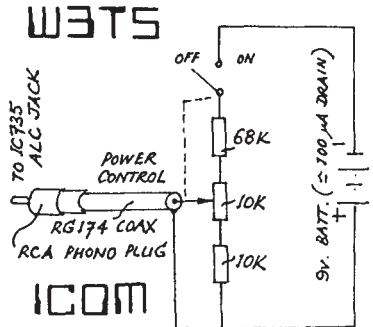 W3TS
OFF
ON
TO IC735
ALC JACK
68K
POWER
CONTROL
10K
RG174 COAX
RCA PHONO PLUG
10K
9V. BATT. (≈100 µA DRAIN)
−
+
ICOM